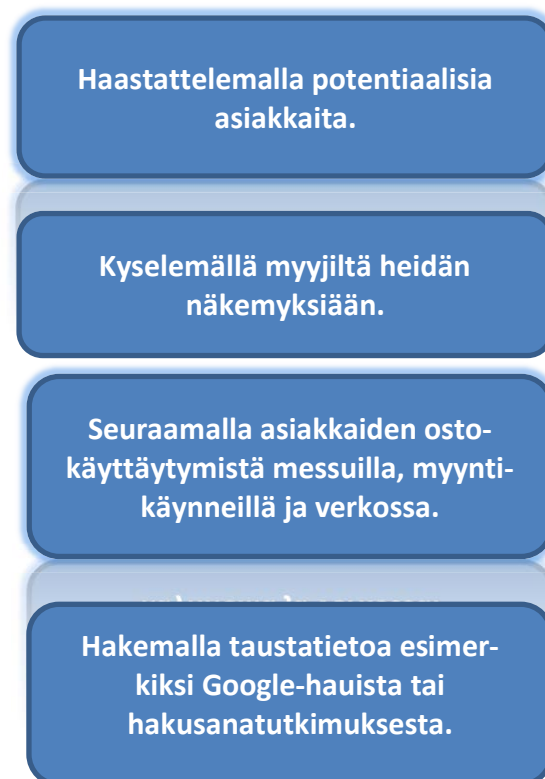 Haastattelemalla potentiaalisia
asiakkaita.
Kyselemällä myyjiltä heidän
näkemyksiään.
Seuraamalla asiakkaiden osto-
käyttäytymistä messuilla, myynti-
käynneillä ja verkossa.
Hakemalla taustatietoa esimer-
kiksi Google-hauista tai
hakusanatutkimuksesta.